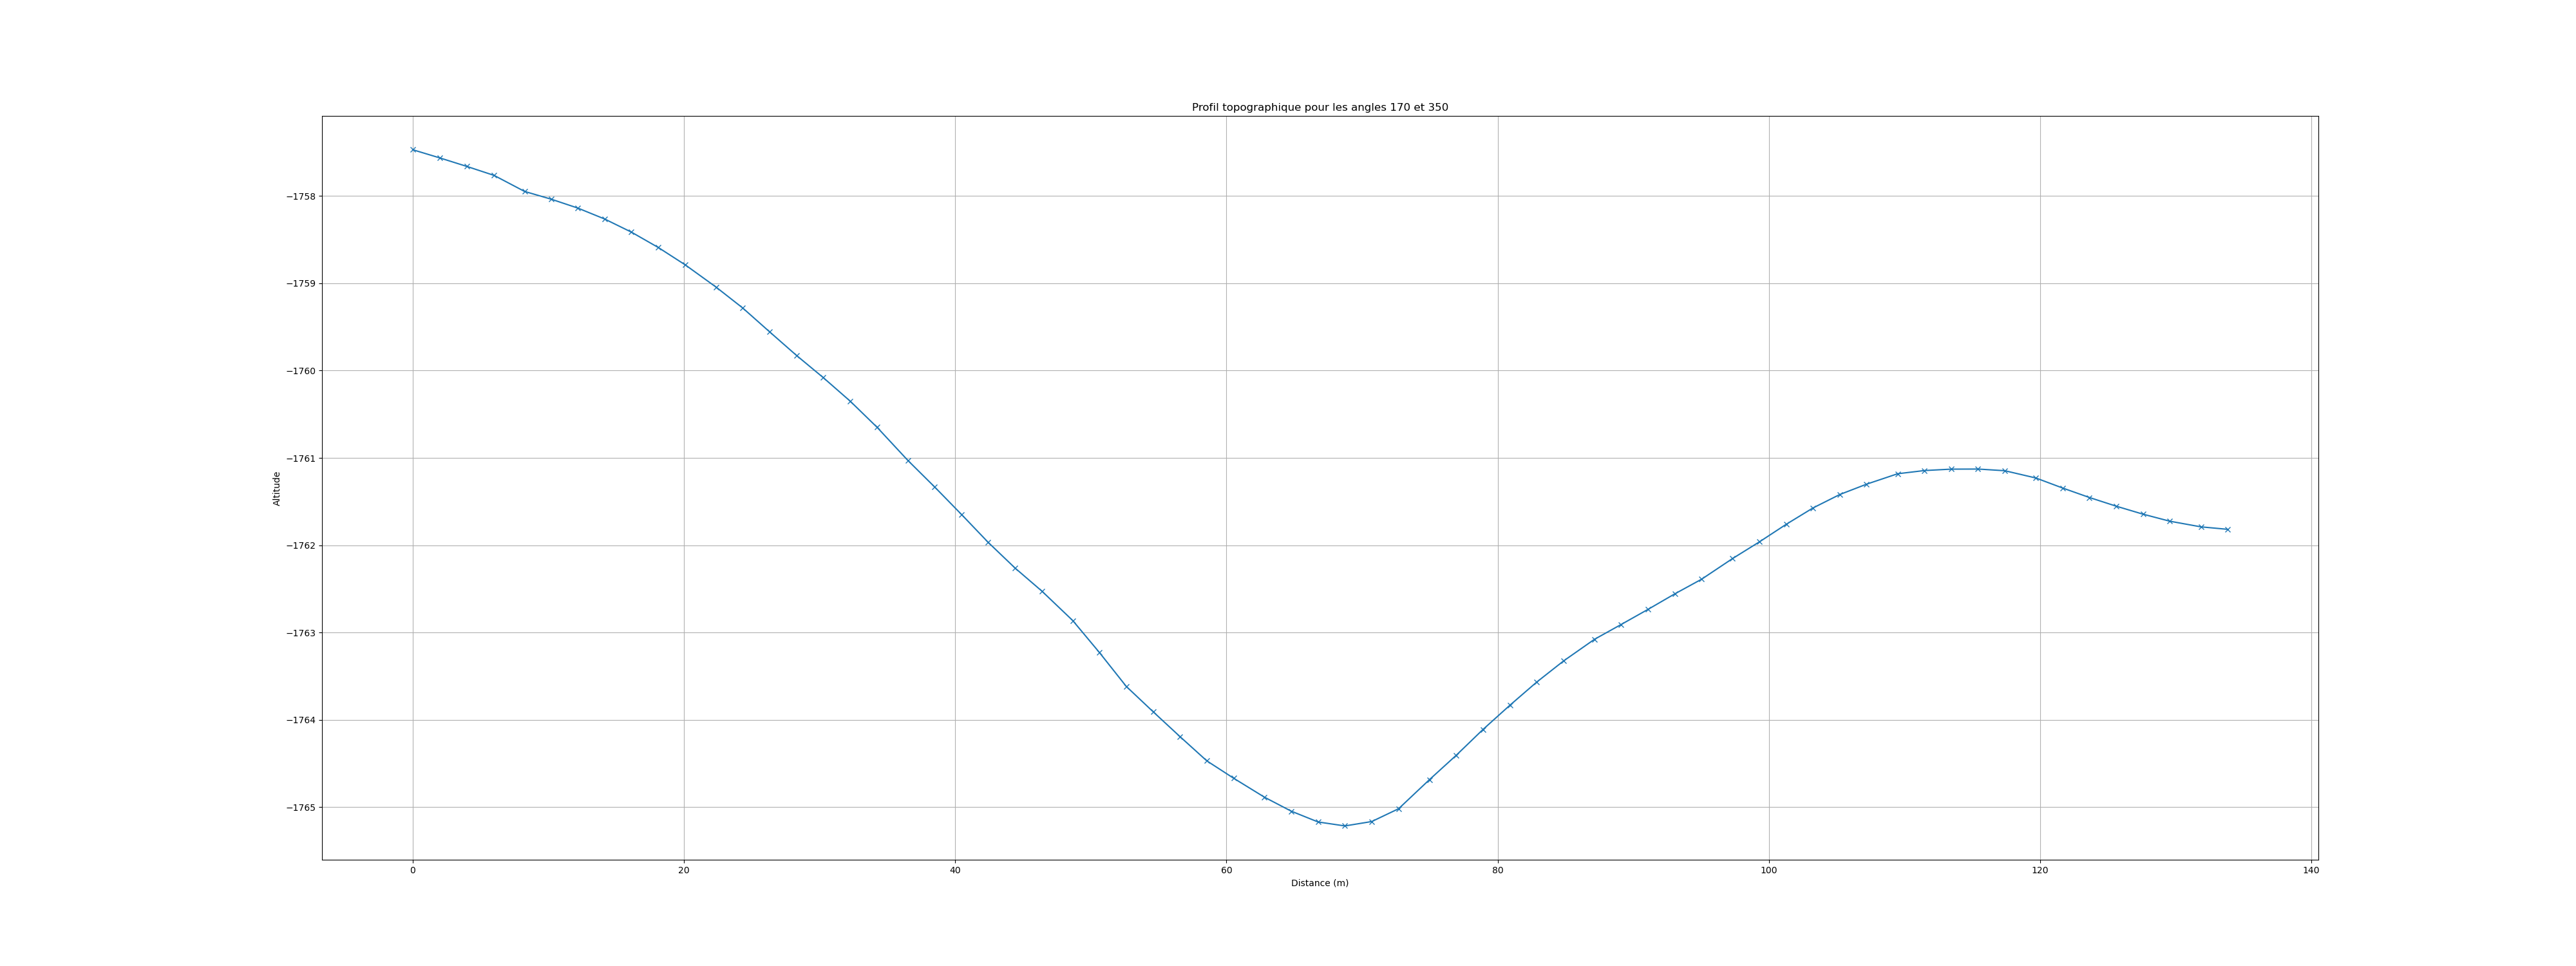 Profil topographique pour les angles 170 et 350
Altitude
−1758
−1759
−1760
−1761
−1762
−1763
−1764
−1765
0 20 40 60 80 100 120 140
Distance (m)